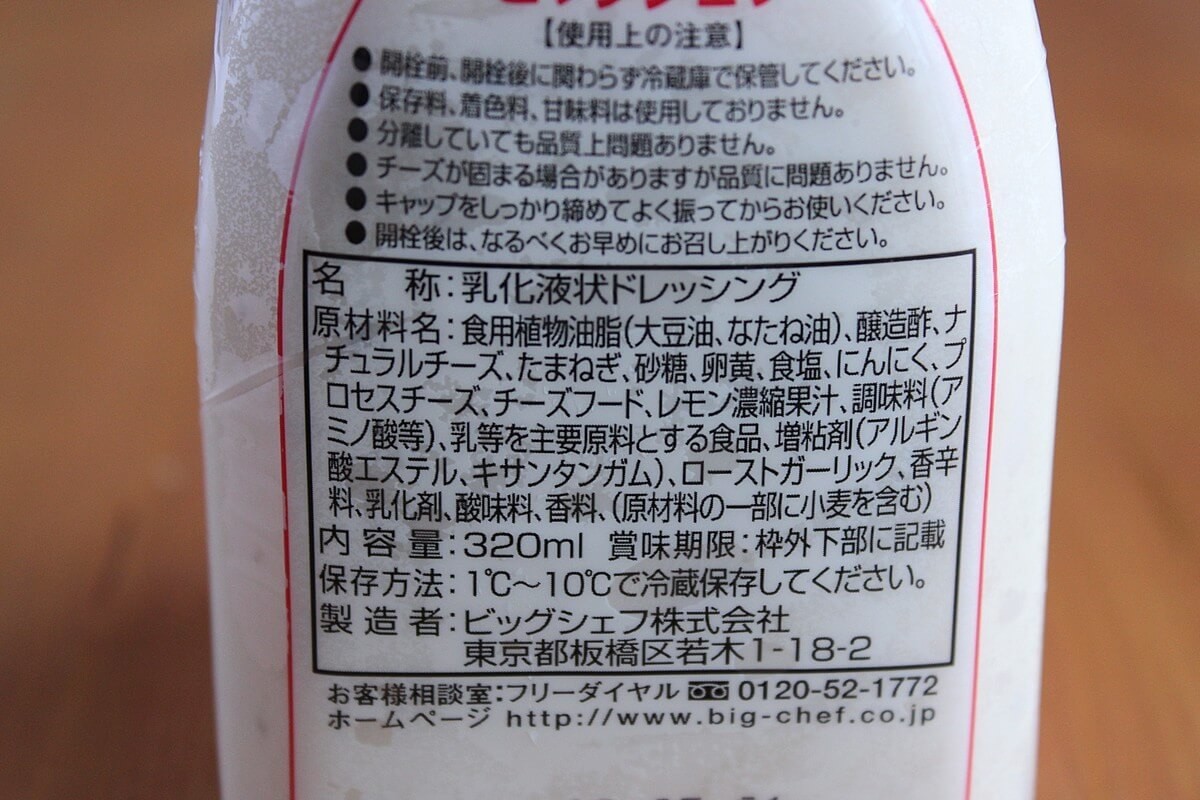 【使用上の注意】
●開栓前、開栓後に関わらず冷蔵庫で保管してください。
●保存料、着色料、甘味料は使用しておりません。
●分離していても品質上問題ありません。
●チーズが固まる場合がありますが品質に問題ありません。
●キャップをしっかり締めてよく振ってからお使いください。
●開栓後は、なるべくお早めにお召し上がりください。
名　　称：乳化液状ドレッシング
原材料名：食用植物油脂(大豆油、なたね油)、醸造酢、ナ
チュラルチーズ、たまねぎ、砂糖、卵黄、食塩、にんにく、プ
ロセスチーズ、チーズフード、レモン濃縮果汁、調味料(ア
ミノ酸等)、乳等を主要原料とする食品、増粘剤(アルギン
酸エステル、キサンタンガム)、ローストガーリック、香辛
料、乳化剤、酸味料、香料、(原材料の一部に小麦を含む)
内容量：320ml 賞味期限：枠外下部に記載
保存方法：1℃〜10℃で冷蔵保存してください。
製造者：ビッグシェフ株式会社
東京都板橋区若木1-18-2
お客様相談室：フリーダイヤル 0120-52-1772
ホームページ http://www.big-chef.co.jp